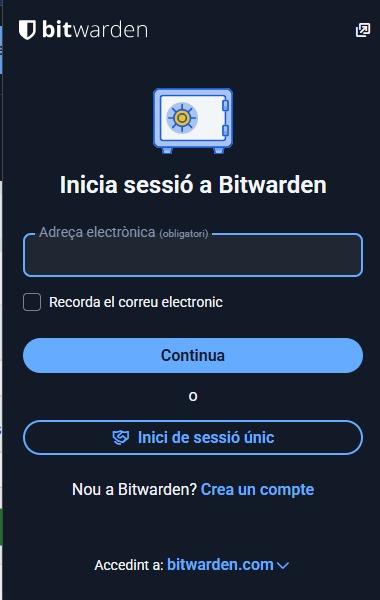 bitwarden
Inicia sessió a Bitwarden
Adreça electrònica (obligatori)
Recorda el correu electronic
Continua
o
Inici de sessió únic
Nou a Bitwarden? Crea un compte
Accedint a: bitwarden.com